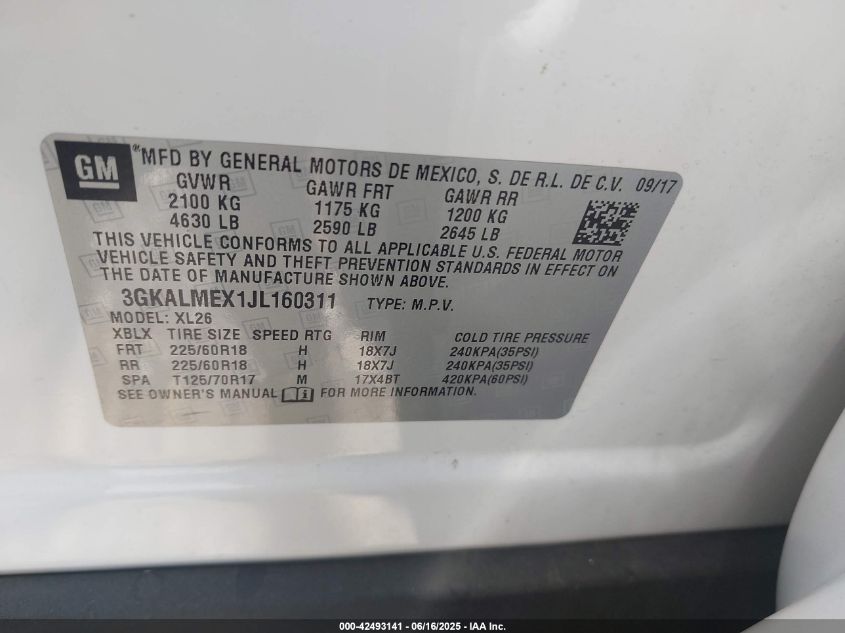 GM ® MFD BY GENERAL MOTORS DE MEXICO, S. DE R.L. DE C.V. 09/17
GVWR GAWR FRT GAWR RR
2100 KG 1175 KG 1200 KG
4630 LB 2590 LB 2645 LB
THIS VEHICLE CONFORMS TO ALL APPLICABLE U.S. FEDERAL MOTOR
VEHICLE SAFETY AND THEFT PREVENTION STANDARDS IN EFFECT ON
THE DATE OF MANUFACTURE SHOWN ABOVE.
3GKALMEX1JL160311 TYPE: M.P.V.
MODEL: XL26
XBLX TIRE SIZE SPEED RTG RIM COLD TIRE PRESSURE
FRT 225/60R18 H 18X7J 240KPA(35PSI)
RR 225/60R18 H 18X7J 240KPA(35PSI)
SPA T125/70R17 M 17X4BT 420KPA(60PSI)
SEE OWNER'S MANUAL FOR MORE INFORMATION.
000-42493141 - 06/16/2025 - IAA Inc.